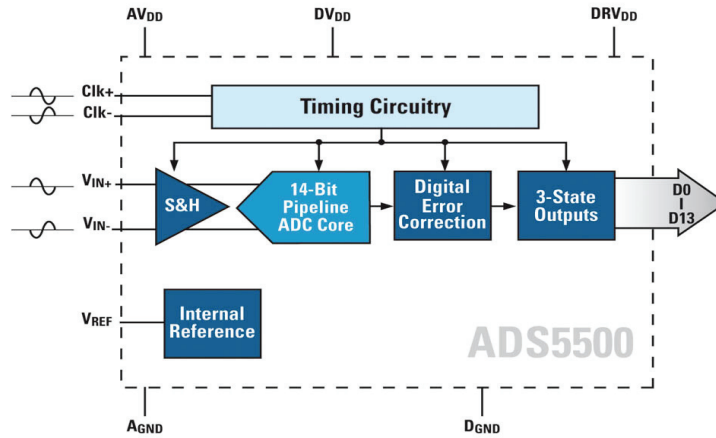 AVDD DVDD DRVDD
Clk+
Timing Circuitry
Clk-
VIN+
S&H
14-Bit
Pipeline
ADC Core
Digital
Error
Correction
3-State
Outputs
D0
D13
VIN-
VREF
Internal
Reference
ADS5500
AGND DGND